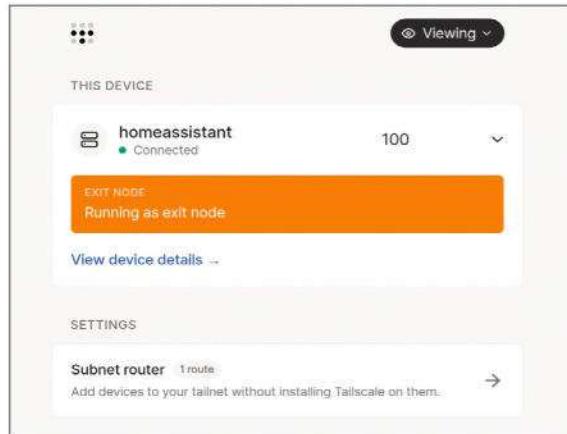 Viewing
THIS DEVICE
homeassistant
100
Connected
EXIT NODE
Running as exit node
View device details →
SETTINGS
Subnet router 1 route
Add devices to your tailnet without installing Tailscale on them.